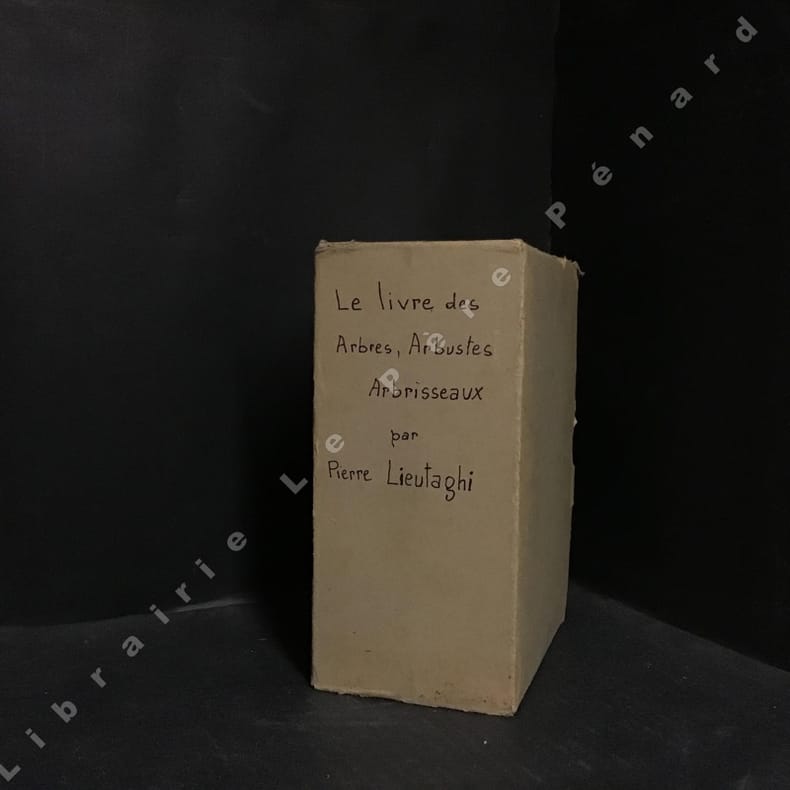 Le livre des
Arbres, Arbustes
Arbrisseaux
par
Pierre Lieutaghi
Librairie Le Père Pénard